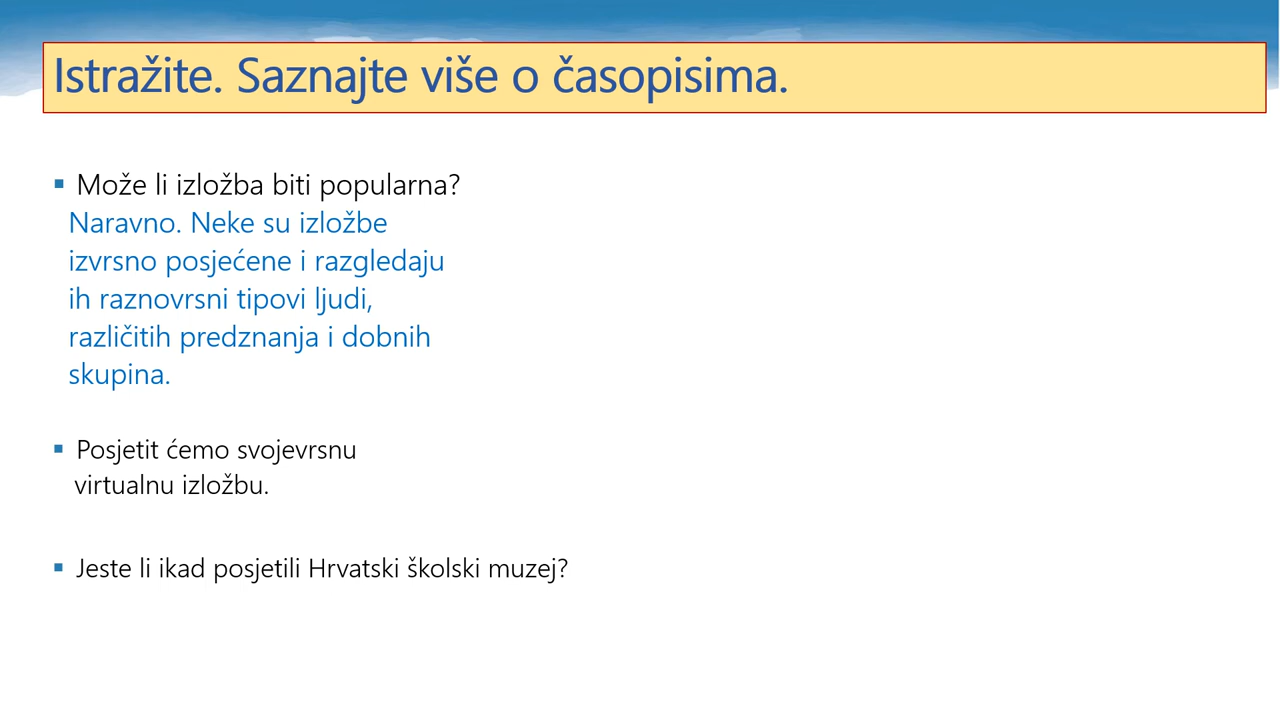 Istražite. Saznajte više o časopisima.
▪ Može li izložba biti popularna?
Naravno. Neke su izložbe
izvrsno posjećene i razgledaju
ih raznovrsni tipovi ljudi,
različitih predznanja i dobnih
skupina.
▪ Posjetit ćemo svojevrsnu
virtualnu izložbu.
▪ Jeste li ikad posjetili Hrvatski školski muzej?